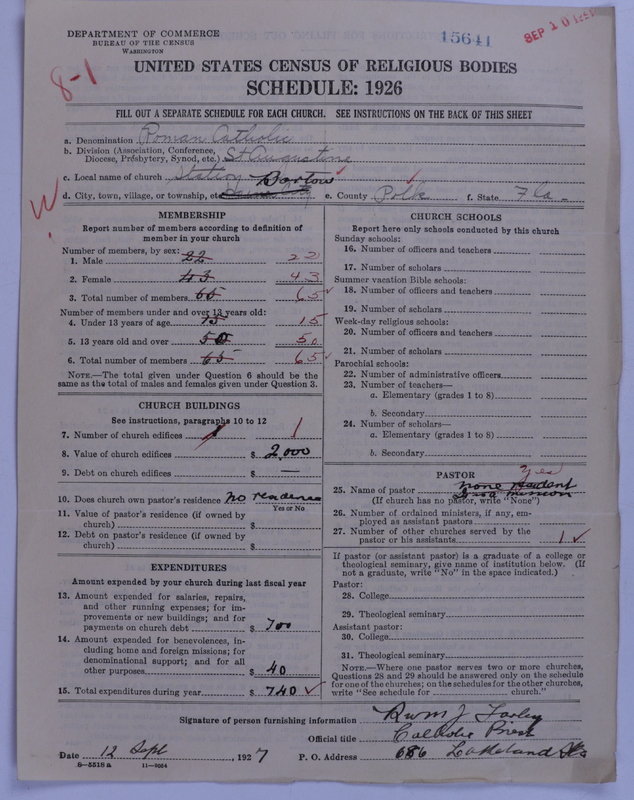 DEPARTMENT OF COMMERCE
BUREAU OF THE CENSUS
WASHINGTON
15641
SEP 10
8-1
UNITED STATES CENSUS OF RELIGIOUS BODIES
SCHEDULE: 1926
FILL OUT A SEPARATE SCHEDULE FOR EACH CHURCH. SEE INSTRUCTIONS ON THE BACK OF THIS SHEET
a. Denomination Roman Catholic
b. Division (Association, Conference,
Diocese, Presbytery, Synod, etc.) St Augustine
c. Local name of church Station Bartow
d. City, town, village, or township, etc. e. County Polk f. State Fla.
W
MEMBERSHIP
Report number of members according to definition of
member in your church
Number of members, by sex:
1. Male 22 22
2. Female 43 43
3. Total number of members 65 65
Number of members under and over 13 years old:
4. Under 13 years of age 15 15
5. 13 years old and over 50 50
6. Total number of members 65 65
NOTE.—The total given under Question 6 should be
the same as the total of males and females given under Question 3.
CHURCH BUILDINGS
See instructions, paragraphs 10 to 12
7. Number of church edifices 1 1
8. Value of church edifices $ 2,000
9. Debt on church edifices $ —
10. Does church own pastor's residence No residence
Yes or No
11. Value of pastor's residence (if owned by
church) $
12. Debt on pastor's residence (if owned by
church) $
EXPENDITURES
Amount expended by your church during last fiscal year
13. Amount expended for salaries, repairs,
and other running expenses; for im-
provements or new buildings; and for
payments on church debt $ 700
14. Amount expended for benevolences, in-
cluding home and foreign missions; for
denominational support; and for all
other purposes $ 40
15. Total expenditures during year $ 740
CHURCH SCHOOLS
Report here only schools conducted by this church
Sunday schools:
16. Number of officers and teachers
17. Number of scholars
Summer vacation Bible schools:
18. Number of officers and teachers
19. Number of scholars
Week-day religious schools:
20. Number of officers and teachers
21. Number of scholars
Parochial schools:
22. Number of administrative officers
23. Number of teachers—
a. Elementary (grades 1 to 8)
b. Secondary
24. Number of scholars—
a. Elementary (grades 1 to 8)
b. Secondary
PASTOR
Yes
25. Name of pastor none Resident
Is a mission
(If church has no pastor, write "None")
26. Number of ordained ministers, if any, em-
ployed as assistant pastors
27. Number of other churches served by the
pastor or his assistants 1
If pastor (or assistant pastor) is a graduate of a college or
theological seminary, give name of institution below. (If
not a graduate, write "No" in the space indicated.)
Pastor:
28. College
29. Theological seminary
Assistant pastor:
30. College
31. Theological seminary
NOTE.—Where one pastor serves two or more churches,
Questions 28 and 29 should be answered only on the schedule
for one of the churches; on the schedules for the other churches,
write "See schedule for church."
Signature of person furnishing information J Farley
Official title Catholic Priest
Date 12 Sept, 1927 P. O. Address 686 Lakeland Fla
8-5518 a 11-9064